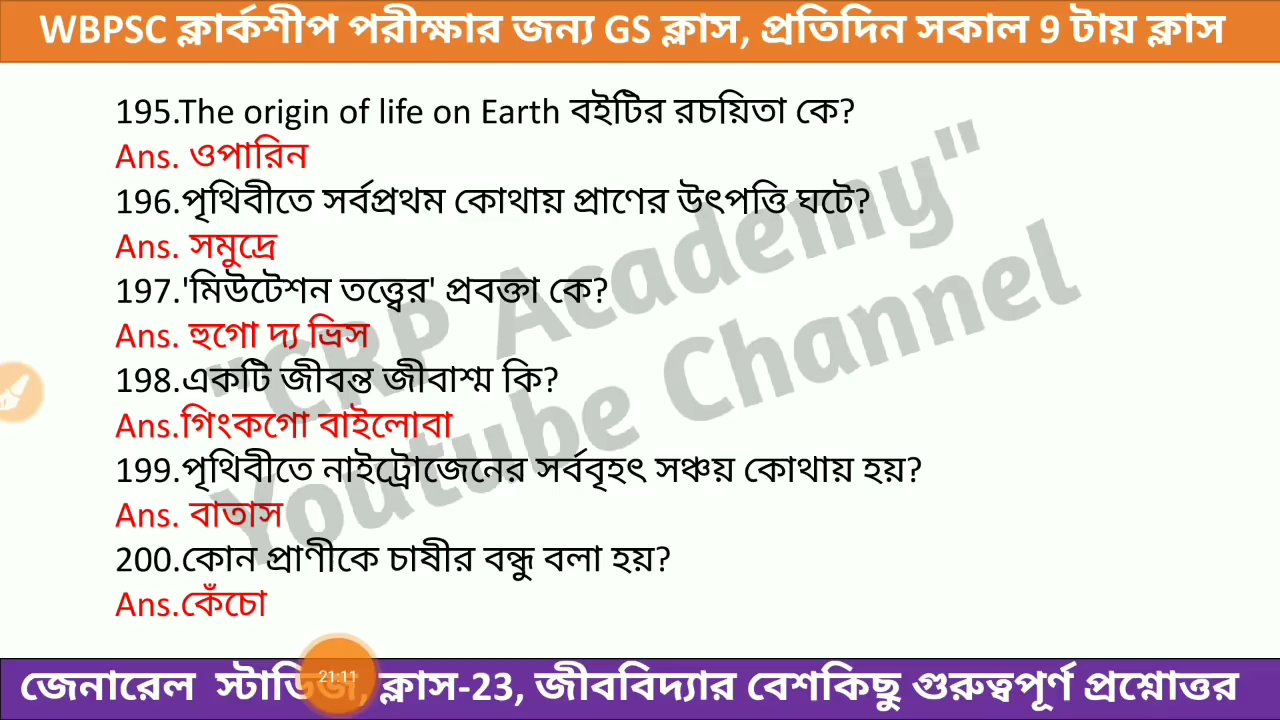 WBPSC ক্লার্কশীপ পরীক্ষার জন্য GS ক্লাস, প্রতিদিন সকাল 9 টায় ক্লাস
195.The origin of life on Earth বইটির রচয়িতা কে?
Ans. ওপারিন
196.পৃথিবীতে সর্বপ্রথম কোথায় প্রাণের উৎপত্তি ঘটে?
Ans. সমুদ্রে
197.'মিউটেশন তত্ত্বের' প্রবক্তা কে?
Ans. হুগো দ্য ভ্রিস
198.একটি জীবন্ত জীবাশ্ম কি?
Ans.গিংকগো বাইলোবা
199.পৃথিবীতে নাইট্রোজেনের সর্ববৃহৎ সঞ্চয় কোথায় হয়?
Ans. বাতাস
200.কোন প্রাণীকে চাষীর বন্ধু বলা হয়?
Ans.কেঁচো
"CRP Academy"
Youtube Channel
21:11
জেনারেল স্টাডিজ, ক্লাস-23, জীববিদ্যার বেশকিছু গুরুত্বপূর্ণ প্রশ্নোত্তর